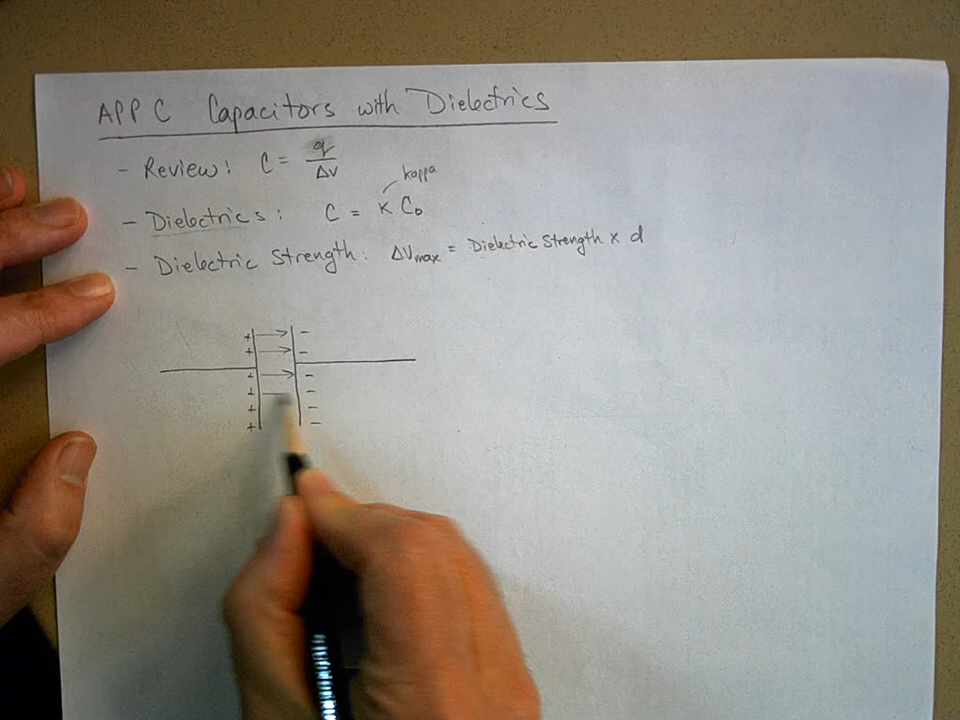 APP C Capacitors with Dielectrics
- Review: C = q/ΔV
kappa
- Dielectrics: C = κ C₀
- Dielectric Strength: ΔVmax = Dielectric Strength x d
+ -
+ -
+ -
+ -
+ -
+ -